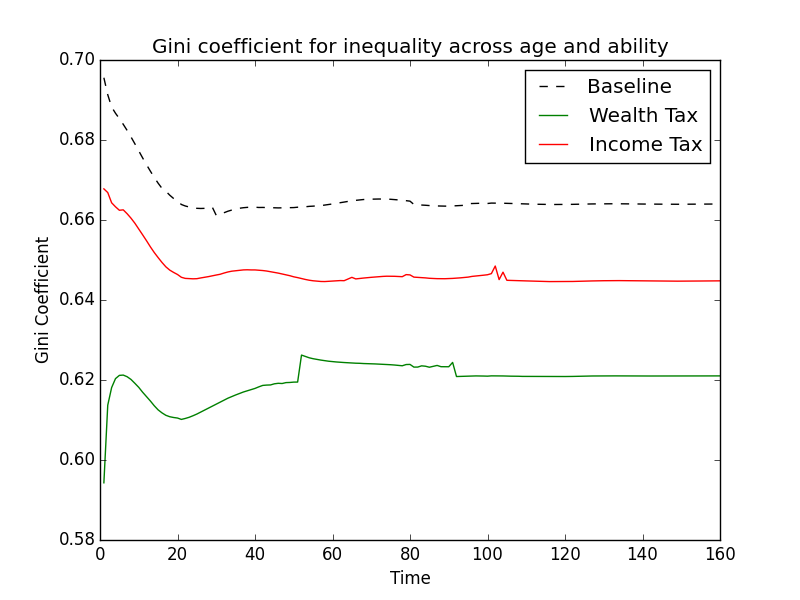 Gini coefficient for inequality across age and ability
0.70
0.68
0.66
0.64
0.62
0.60
0.58
Gini Coefficient
Baseline
Wealth Tax
Income Tax
0 20 40 60 80 100 120 140 160
Time